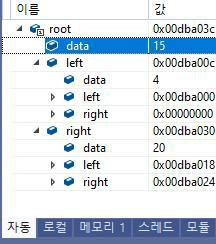 이름 값
root 0x00dba03c
data 15
left 0x00dba00c
data 4
left 0x00dba000
right 0x00000000
right 0x00dba030
data 20
left 0x00dba018
right 0x00dba024
자동 로컬 메모리 1 스레드 모듈